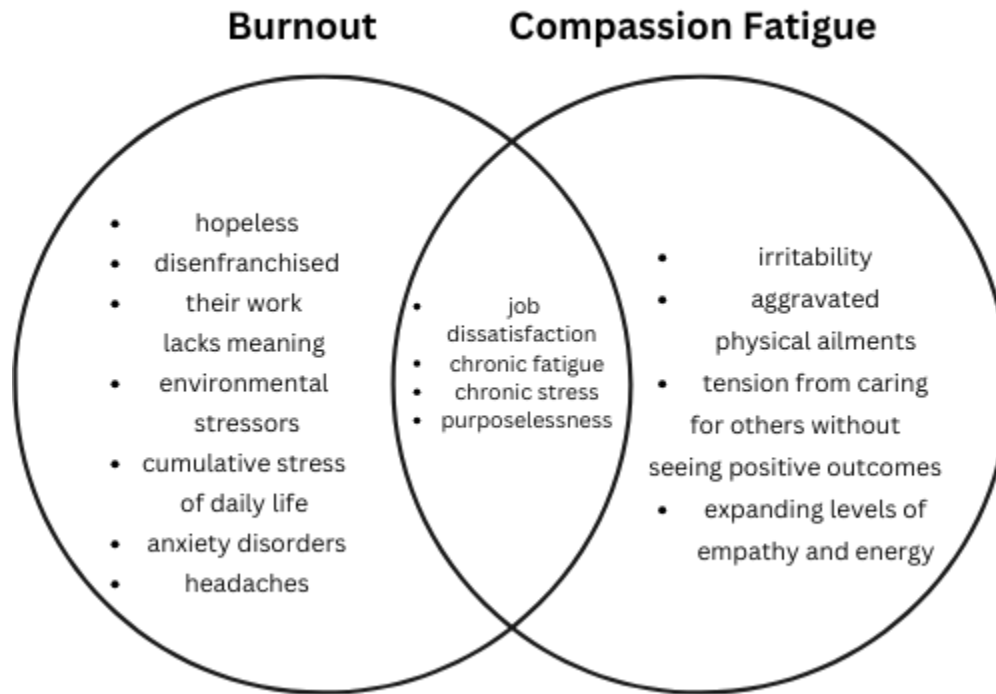 Burnout
Compassion Fatigue
• hopeless
• disenfranchised
• their work
lacks meaning
• environmental
stressors
• cumulative stress
of daily life
• anxiety disorders
• headaches
• job
dissatisfaction
• chronic fatigue
• chronic stress
• purposelessness
• irritability
• aggravated
physical ailments
• tension from caring
for others without
seeing positive outcomes
• expanding levels of
empathy and energy